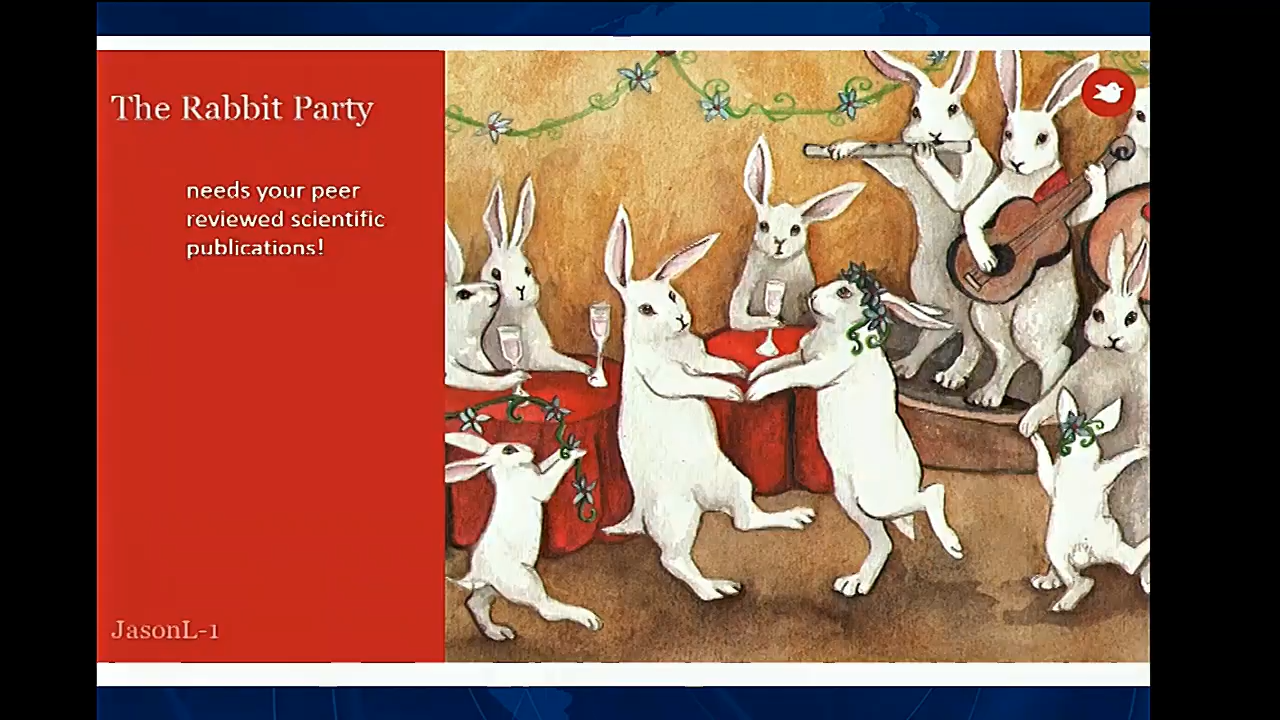 The Rabbit Party
needs your peer
reviewed scientific
publications!
JasonL-1